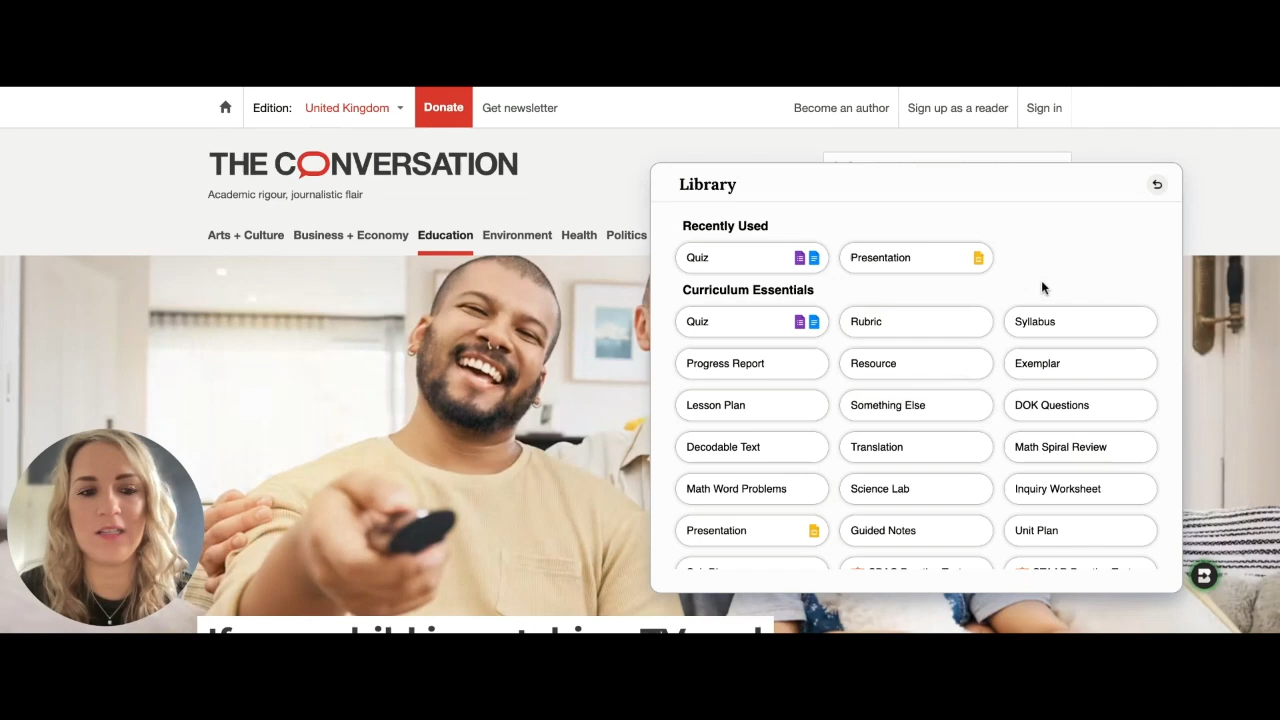 Edition: United Kingdom Donate Get newsletter Become an author Sign up as a reader Sign in
THE CONVERSATION
Academic rigour, journalistic flair
Arts + Culture Business + Economy Education Environment Health Politics
Library
Recently Used
Quiz Presentation
Curriculum Essentials
Quiz Rubric Syllabus
Progress Report Resource Exemplar
Lesson Plan Something Else DOK Questions
Decodable Text Translation Math Spiral Review
Math Word Problems Science Lab Inquiry Worksheet
Presentation Guided Notes Unit Plan